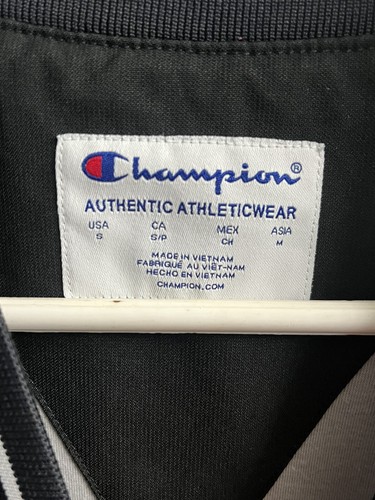 Champion®
AUTHENTIC ATHLETICWEAR
USA CA MEX ASIA
S S/P CH M
MADE IN VIETNAM
FABRIQUÉ AU VIÊT-NAM
HECHO EN VIETNAM
CHAMPION.COM